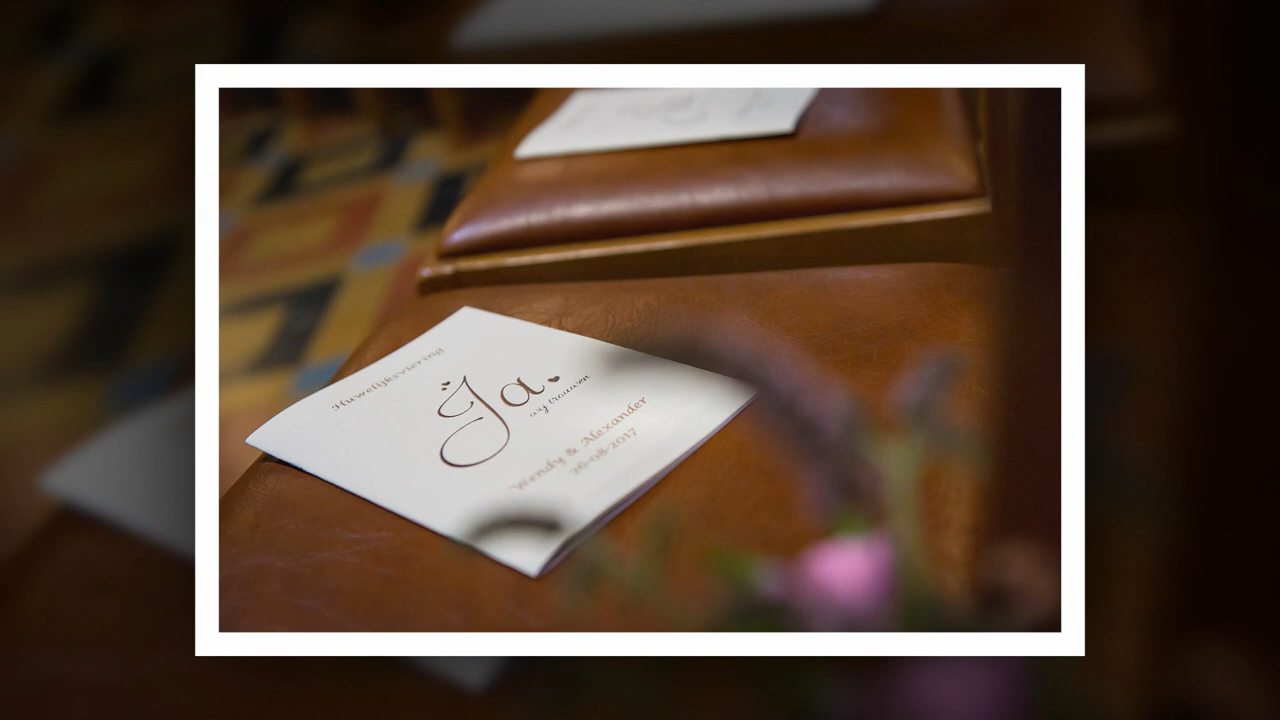 Huwelijksviering
Ja.
wij trouwen
Wendy & Alexander
26-08-2017